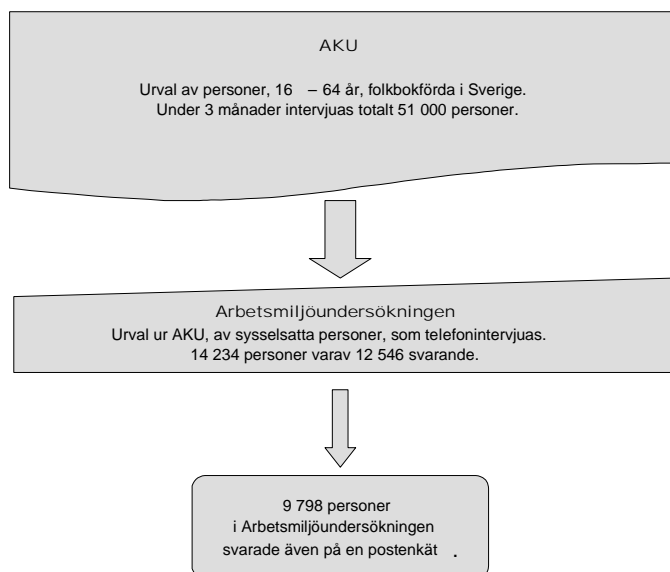 AKU
Urval av personer, 16 – 64 år, folkbokförda i Sverige.
Under 3 månader intervjuas totalt 51 000 personer.
Arbetsmiljöundersökningen
Urval ur AKU, av sysselsatta personer, som telefonintervjuas.
14 234 personer varav 12 546 svarande.
9 798 personer
i Arbetsmiljöundersökningen
svarade även på en postenkät .